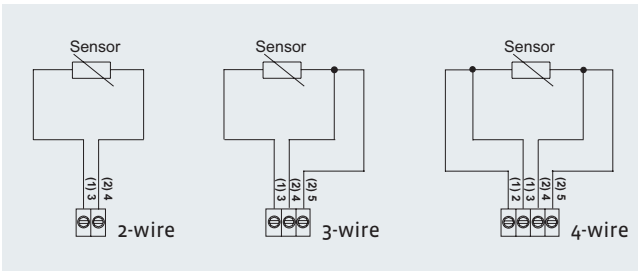 Sensor
(1) 3
(2) 4
2-wire
Sensor
(1) 3
(2) 4
(2) 5
3-wire
Sensor
(1) 2
(1) 3
(2) 4
(2) 5
4-wire